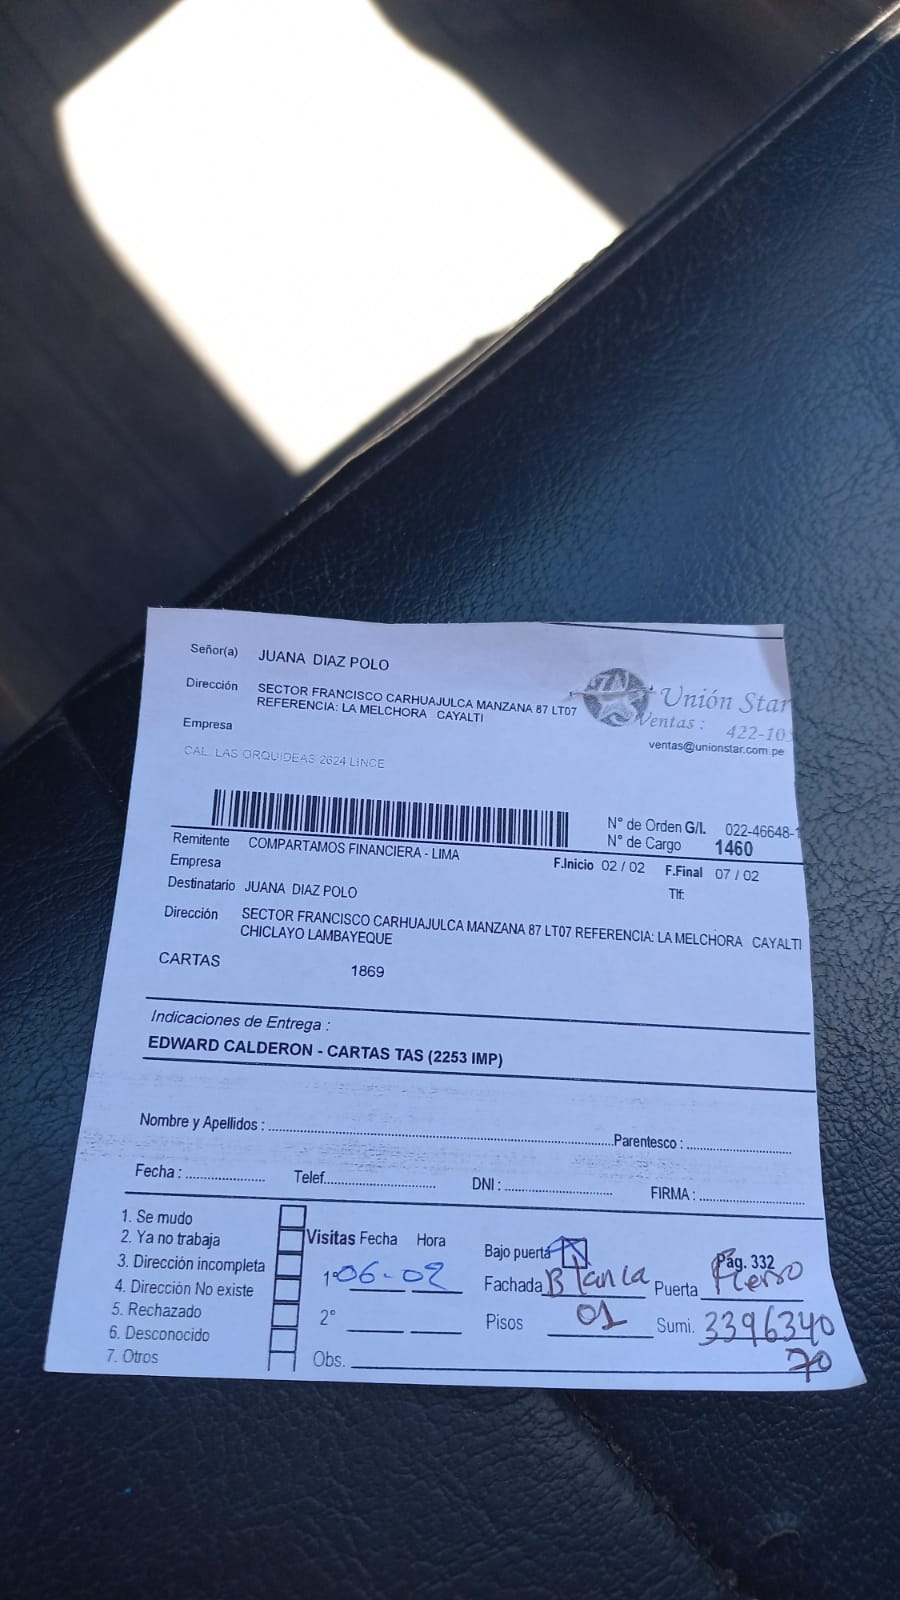 Señor(a) JUANA DIAZ POLO
Dirección SECTOR FRANCISCO CARHUAJULCA MANZANA 87 LT07
REFERENCIA: LA MELCHORA CAYALTI
Empresa
CAL. LAS ORQUIDEAS 2624 LINCE
Unión Star
Ventas : 422-10
ventas@unionstar.com.pe
N° de Orden G/I. 022-46648-1
N° de Cargo 1460
Remitente COMPARTAMOS FINANCIERA - LIMA
F.Inicio 02 / 02 F.Final 07 / 02
Empresa
Tlf:
Destinatario JUANA DIAZ POLO
Dirección SECTOR FRANCISCO CARHUAJULCA MANZANA 87 LT07 REFERENCIA: LA MELCHORA CAYALTI
CHICLAYO LAMBAYEQUE
CARTAS 1869
Indicaciones de Entrega :
EDWARD CALDERON - CARTAS TAS (2253 IMP)
Nombre y Apellidos : Parentesco :
Fecha : Telef. DNI : FIRMA :
1. Se mudo
2. Ya no trabaja
3. Dirección incompleta
4. Dirección No existe
5. Rechazado
6. Desconocido
7. Otros
Visitas Fecha Hora
1° 06-02
2°
Obs.
Bajo puerta
Pág. 332
Fachada Blanca Puerta Fierro
Pisos 01 Sumi. 3396340
70